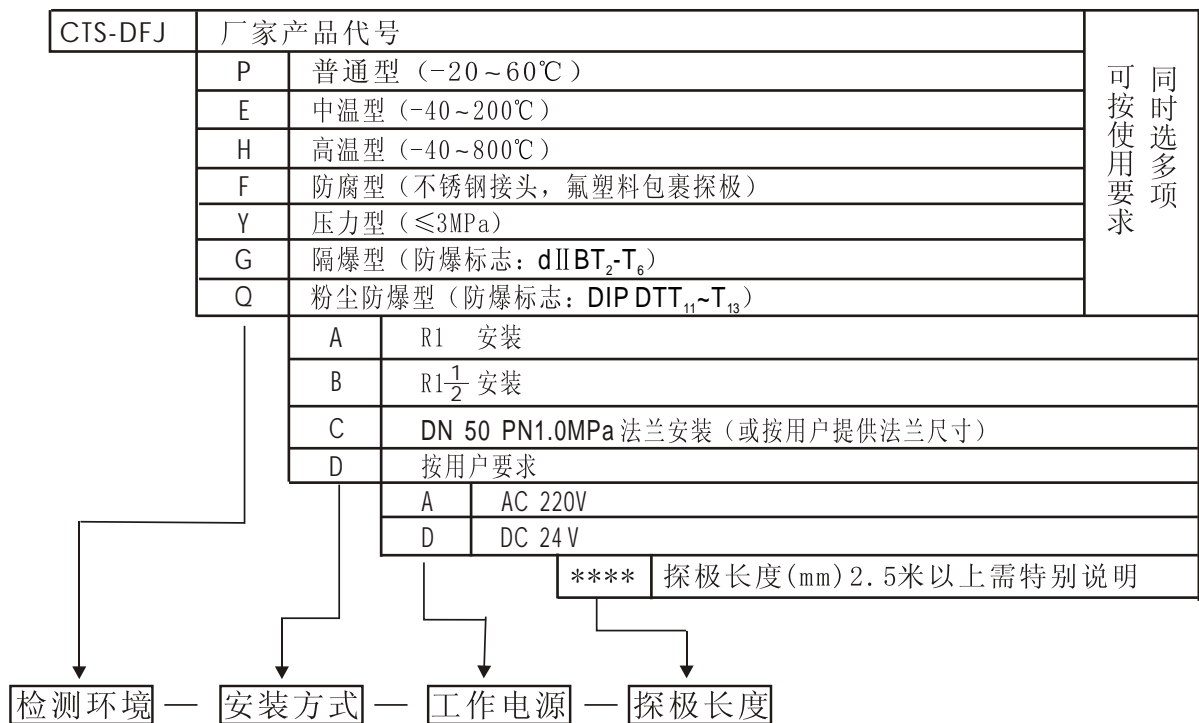 CTS-DFJ 厂家产品代号
P 普通型（-20~60℃）
E 中温型（-40~200℃）
H 高温型（-40~800℃）
F 防腐型（不锈钢接头，氟塑料包裹探极）
Y 压力型（≤3MPa）
G 隔爆型（防爆标志：dⅡBT₂-T₆）
Q 粉尘防爆型（防爆标志：DIP DTT₁₁~T₁₃）
可按使用要求
同时选多项
A R1 安装
B R1½ 安装
C DN 50 PN1.0MPa 法兰安装（或按用户提供法兰尺寸）
D 按用户要求
A AC 220V
D DC 24V
**** 探极长度(mm)2.5米以上需特别说明
检测环境 — 安装方式 — 工作电源 — 探极长度